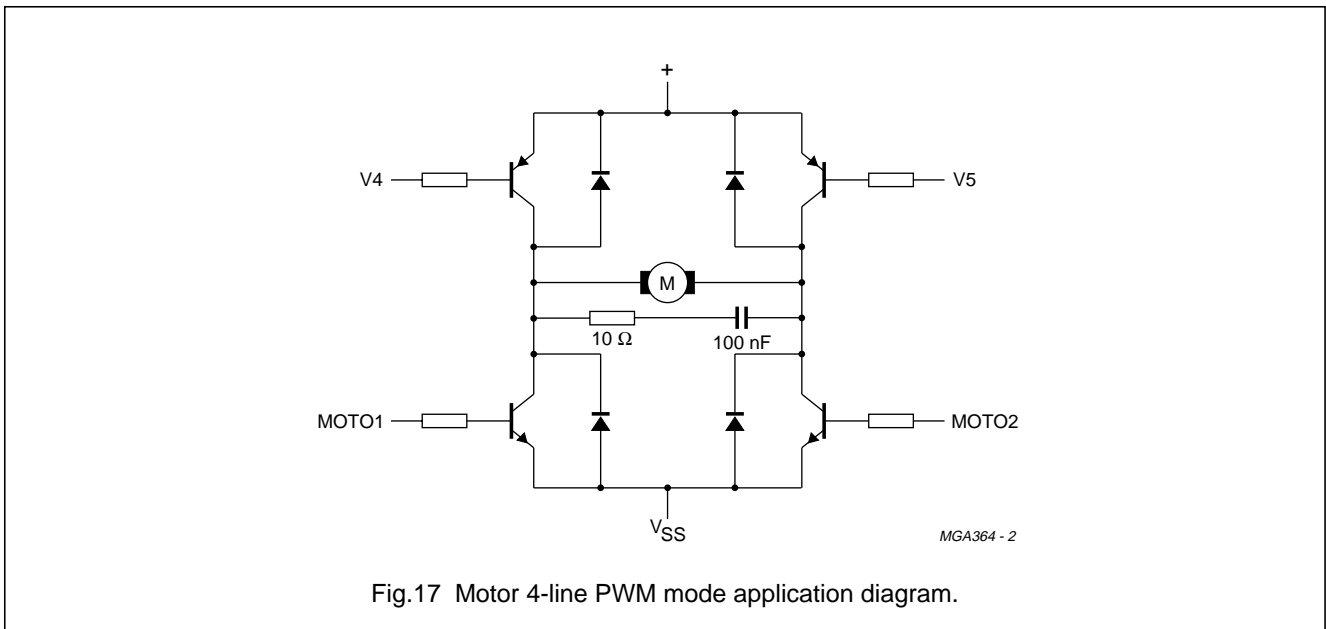 +
V4
V5
M
10 Ω
100 nF
MOTO1
MOTO2
VSS
MGA364 - 2
Fig.17 Motor 4-line PWM mode application diagram.